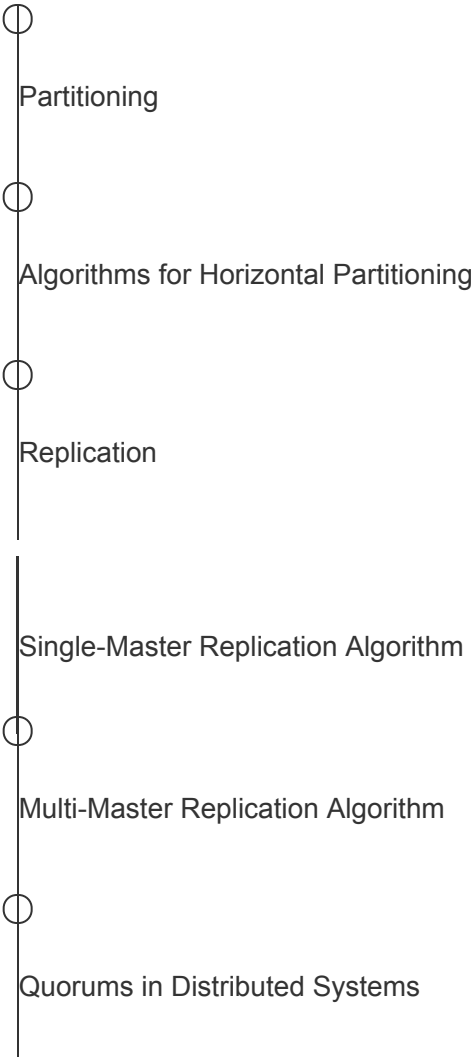 Partitioning
Algorithms for Horizontal Partitioning
Replication
Single-Master Replication Algorithm
Multi-Master Replication Algorithm
Quorums in Distributed Systems